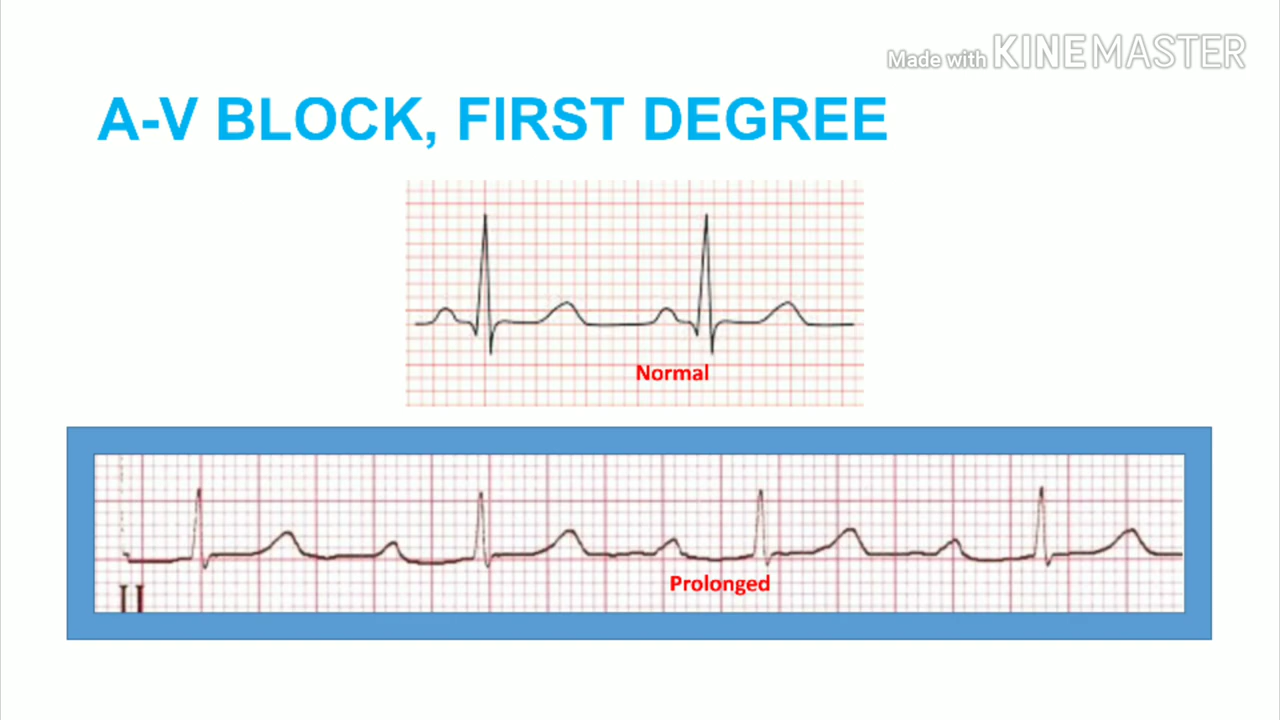 Made with KINEMASTER
A-V BLOCK, FIRST DEGREE
Normal
Prolonged
II